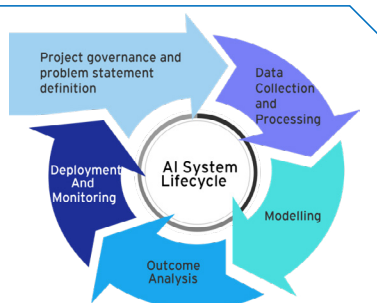 Project governance and
problem statement
definition
Data
Collection
and
Processing
Deployment
And
Monitoring
AI System
Lifecycle
Modelling
Outcome
Analysis